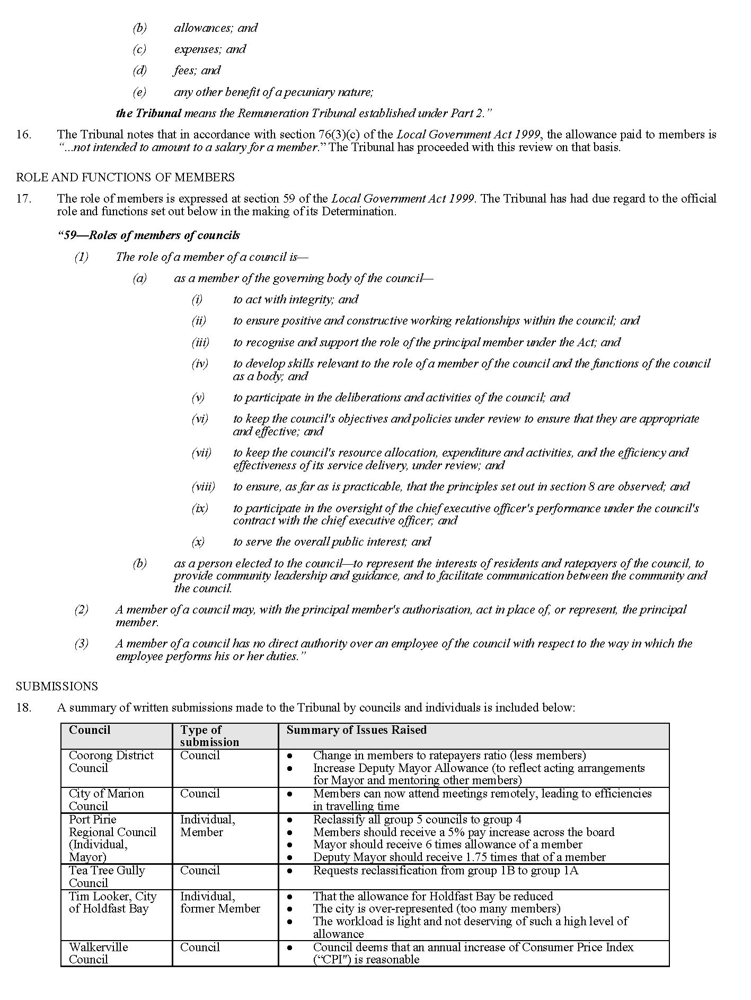 (b) allowances; and
(c) expenses; and
(d) fees; and
(e) any other benefit of a pecuniary nature;
the Tribunal means the Remuneration Tribunal established under Part 2.”
16. The Tribunal notes that in accordance with section 76(3)(c) of the Local Government Act 1999, the allowance paid to members is
“...not intended to amount to a salary for a member.” The Tribunal has proceeded with this review on that basis.
ROLE AND FUNCTIONS OF MEMBERS
17. The role of members is expressed at section 59 of the Local Government Act 1999. The Tribunal has had due regard to the official
role and functions set out below in the making of its Determination.
“59—Roles of members of councils
(1) The role of a member of a council is—
(a) as a member of the governing body of the council—
(i) to act with integrity; and
(ii) to ensure positive and constructive working relationships within the council; and
(iii) to recognise and support the role of the principal member under the Act; and
(iv) to develop skills relevant to the role of a member of the council and the functions of the council
as a body; and
(v) to participate in the deliberations and activities of the council; and
(vi) to keep the council's objectives and policies under review to ensure that they are appropriate
and effective; and
(vii) to keep the council's resource allocation, expenditure and activities, and the efficiency and
effectiveness of its service delivery, under review; and
(viii) to ensure, as far as is practicable, that the principles set out in section 8 are observed; and
(ix) to participate in the oversight of the chief executive officer's performance under the council's
contract with the chief executive officer; and
(x) to serve the overall public interest; and
(b) as a person elected to the council—to represent the interests of residents and ratepayers of the council, to
provide community leadership and guidance, and to facilitate communication between the community and
the council.
(2) A member of a council may, with the principal member's authorisation, act in place of, or represent, the principal
member.
(3) A member of a council has no direct authority over an employee of the council with respect to the way in which the
employee performs his or her duties.”
SUBMISSIONS
18. A summary of written submissions made to the Tribunal by councils and individuals is included below:
Council
Type of
submission
Summary of Issues Raised
Coorong District
Council
Council
• Change in members to ratepayers ratio (less members)
• Increase Deputy Mayor Allowance (to reflect acting arrangements
for Mayor and mentoring other members)
City of Marion
Council
Council
• Members can now attend meetings remotely, leading to efficiencies
in travelling time
Port Pirie
Regional Council
(Individual,
Mayor)
Individual,
Member
• Reclassify all group 5 councils to group 4
• Members should receive a 5% pay increase across the board
• Mayor should receive 6 times allowance of a member
• Deputy Mayor should receive 1.75 times that of a member
Tea Tree Gully
Council
Council
• Requests reclassification from group 1B to group 1A
Tim Looker, City
of Holdfast Bay
Individual,
former Member
• That the allowance for Holdfast Bay be reduced
• The city is over-represented (too many members)
• The workload is light and not deserving of such a high level of
allowance
Walkerville
Council
Council
• Council deems that an annual increase of Consumer Price Index
(“CPI") is reasonable